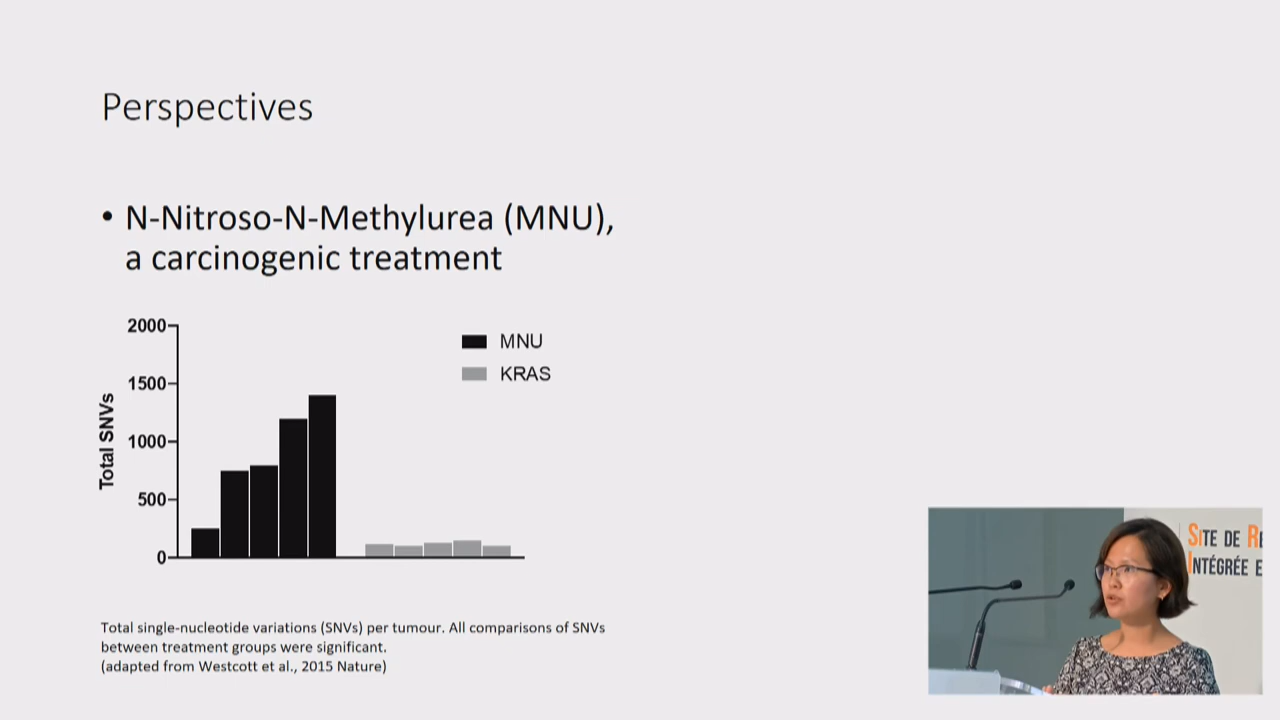 Perspectives
• N-Nitroso-N-Methylurea (MNU),
a carcinogenic treatment
2000
1500
1000
500
0
Total SNVs
MNU
KRAS
Total single-nucleotide variations (SNVs) per tumour. All comparisons of SNVs
between treatment groups were significant.
(adapted from Westcott et al., 2015 Nature)
SITE DE RE
INTÉGRÉE E